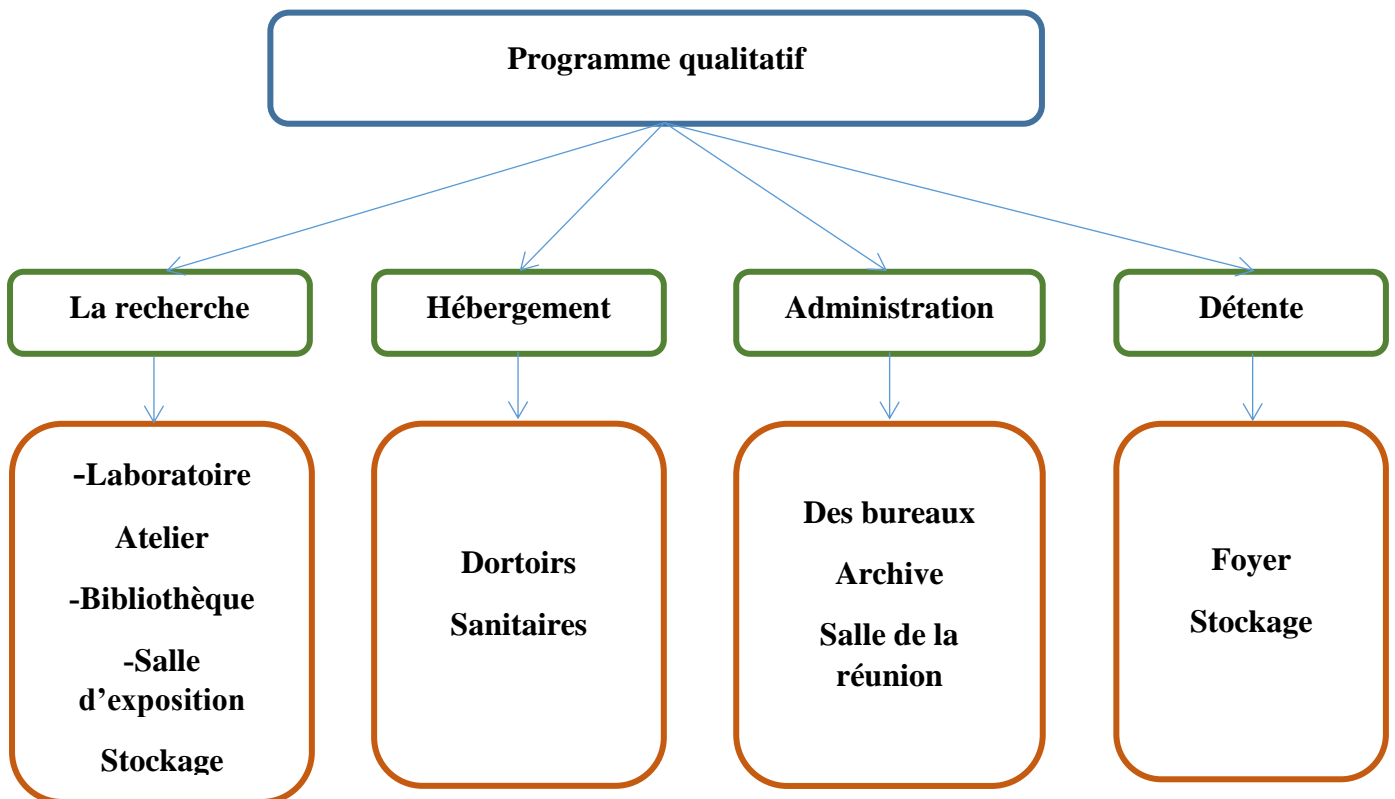 Programme qualitatif
La recherche
Hébergement
Administration
Détente
-Laboratoire
Atelier
-Bibliothèque
-Salle
d’exposition
Stockage
Dortoirs
Sanitaires
Des bureaux
Archive
Salle de la
réunion
Foyer
Stockage